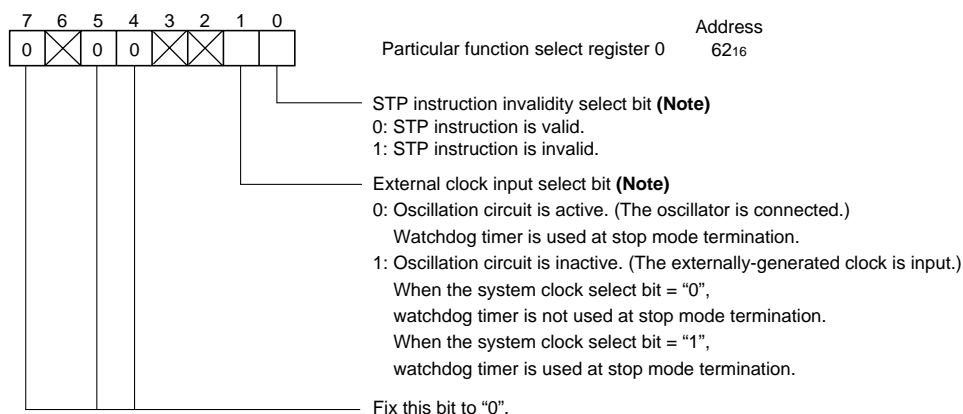 7 6 5 4 3 2 1 0
0 0 0
Particular function select register 0
Address
6216
STP instruction invalidity select bit (Note)
0: STP instruction is valid.
1: STP instruction is invalid.
External clock input select bit (Note)
0: Oscillation circuit is active. (The oscillator is connected.)
Watchdog timer is used at stop mode termination.
1: Oscillation circuit is inactive. (The externally-generated clock is input.)
When the system clock select bit = “0”,
watchdog timer is not used at stop mode termination.
When the system clock select bit = “1”,
watchdog timer is used at stop mode termination.
Fix this bit to “0”.